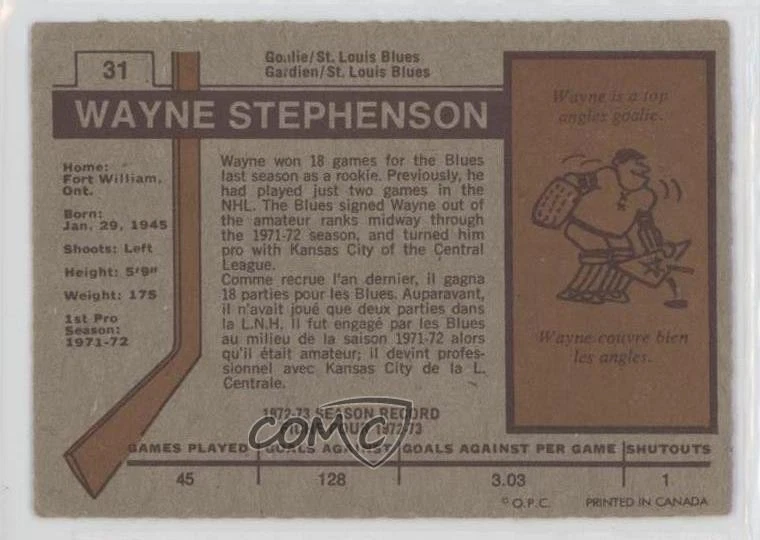 31
Goalie/St. Louis Blues
Gardien/St. Louis Blues
WAYNE STEPHENSON
Home:
Fort William,
Ont.
Born:
Jan. 29, 1945
Shoots: Left
Height: 5'9"
Weight: 175
1st Pro
Season:
1971-72
Wayne won 18 games for the Blues
last season as a rookie. Previously, he
had played just two games in the
NHL. The Blues signed Wayne out of
the amateur ranks midway through
the 1971-72 season, and turned him
pro with Kansas City of the Central
League.
Comme recrue l'an dernier, il gagna
18 parties pour les Blues. Auparavant,
il n'avait joué que deux parties dans
la L.N.H. Il fut engagé par les Blues
au milieu de la saison 1971-72 alors
qu'il était amateur; il devint profes-
sionnel avec Kansas City de la L.
Centrale.
Wayne is a top
angles goalie.
Wayne couvre bien
les angles.
1972-73 SEASON RECORD
FICHE POUR 1972-73
COMC
GAMES PLAYED GOALS AGAINST GOALS AGAINST PER GAME SHUTOUTS
45 128 3.03 1
© O.P.C. PRINTED IN CANADA